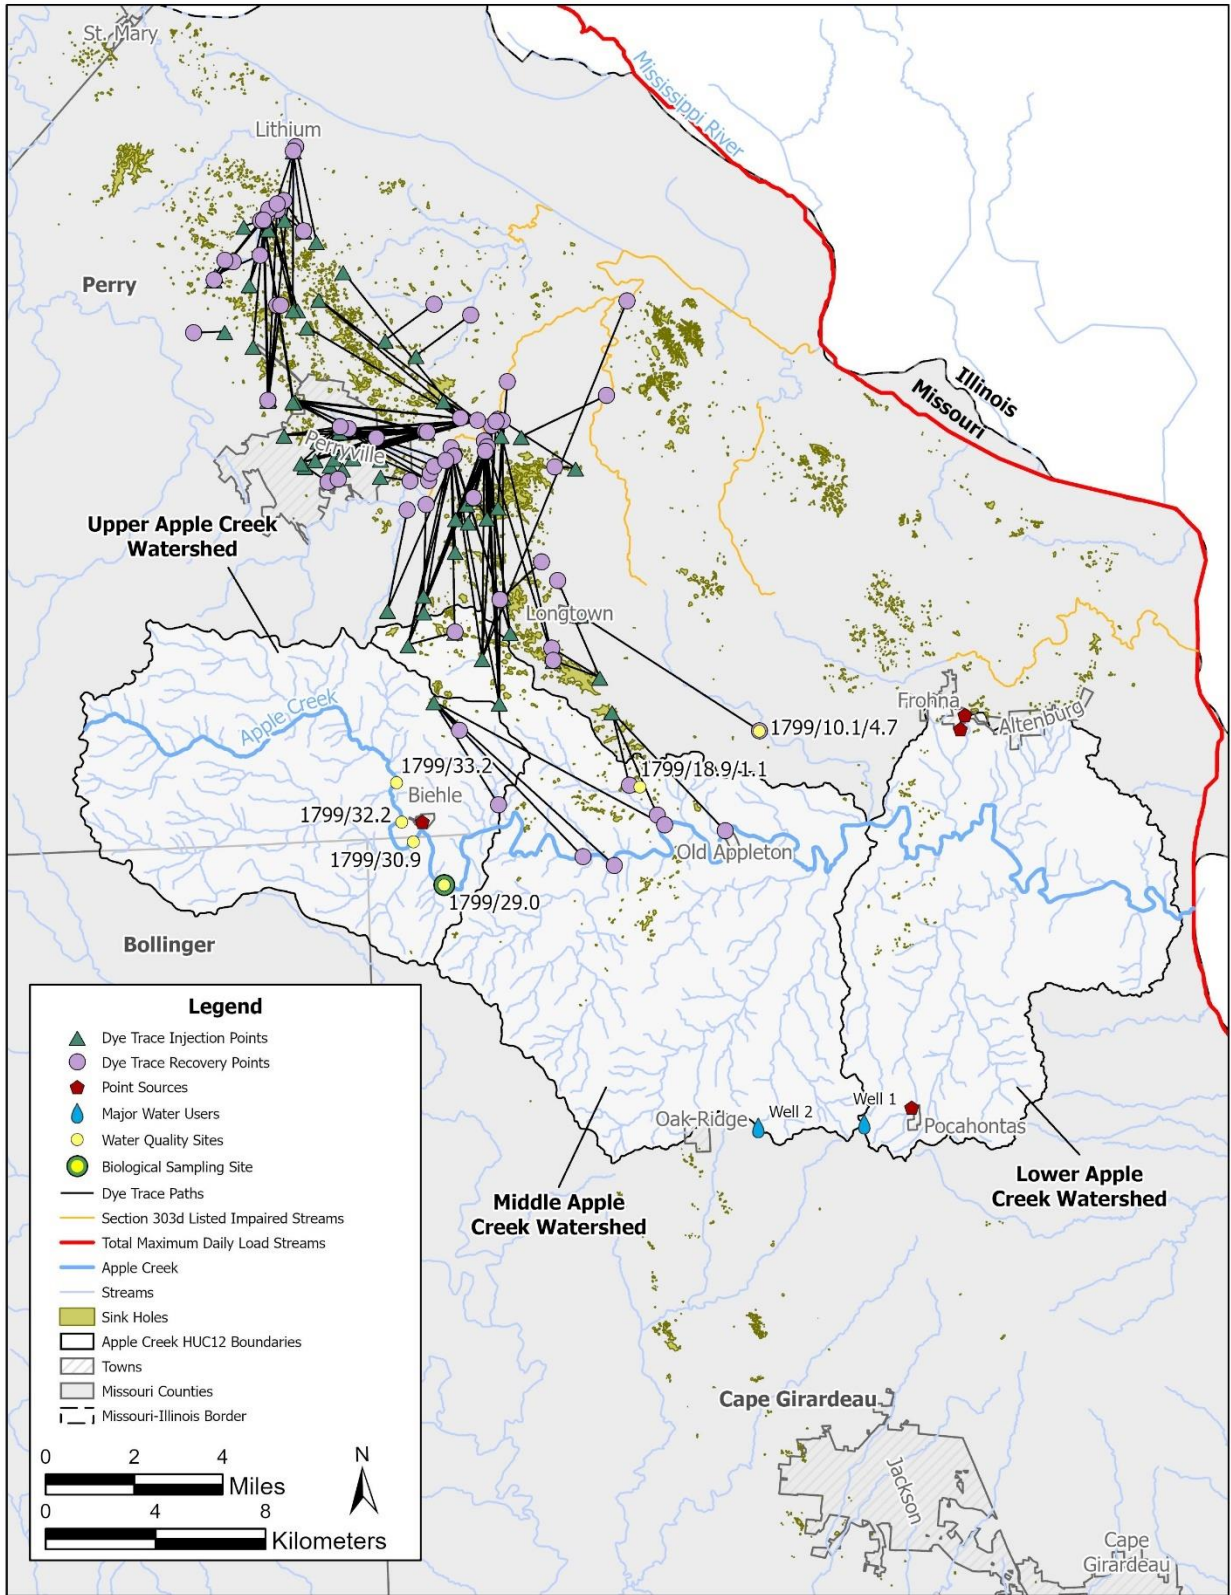 St. Mary
Mississippi River
Lithium
Perry
Illinois
Missouri
Perryville
Upper Apple Creek
Watershed
Longtown
Apple Creek
Frohna
Altenburg
1799/10.1/4.7
1799/18.9/1.1
1799/33.2
Biehle
1799/32.2
1799/30.9
Old Appleton
1799/29.0
Bollinger
Legend
Dye Trace Injection Points
Dye Trace Recovery Points
Point Sources
Major Water Users
Water Quality Sites
Biological Sampling Site
Dye Trace Paths
Section 303d Listed Impaired Streams
Total Maximum Daily Load Streams
Apple Creek
Streams
Sink Holes
Apple Creek HUC12 Boundaries
Towns
Missouri Counties
Missouri-Illinois Border
0 2 4
Miles
0 4 8
Kilometers
N
Oak Ridge
Well 2
Well 1
Pocahontas
Middle Apple
Creek Watershed
Lower Apple
Creek Watershed
Cape Girardeau
Jackson
Cape
Girardeau